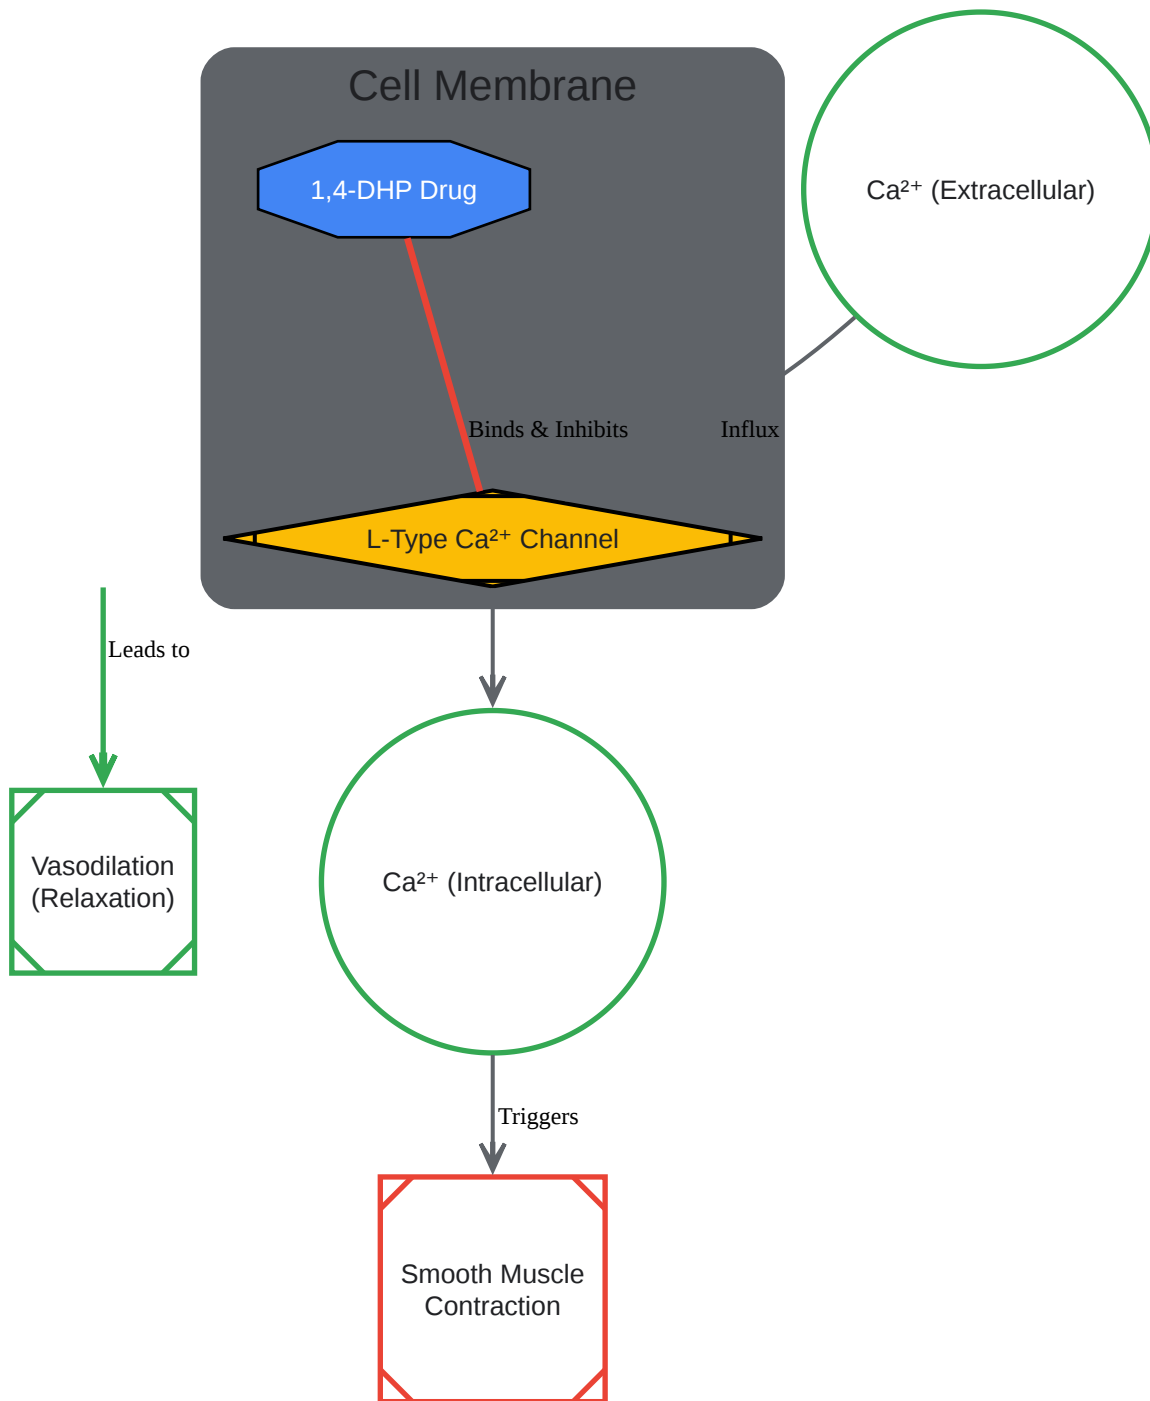 Cell Membrane
1,4-DHP Drug
Ca²⁺ (Extracellular)
Binds & Inhibits
Influx
L-Type Ca²⁺ Channel
Leads to
Vasodilation
(Relaxation)
Ca²⁺ (Intracellular)
Triggers
Smooth Muscle
Contraction